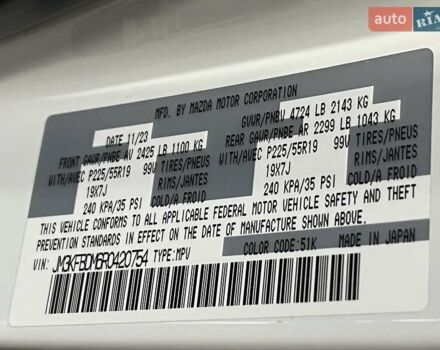 auto RIA
MFD. BY MAZDA MOTOR CORPORATION
DATE 11/23
GVWR/PNBV 4724 LB 2143 KG
FRONT GAWR/PNBE AV 2425 LB 1100 KG
REAR GAWR/PNBE AR 2299 LB 1043 KG
WITH/AVEC P225/55R19 99V TIRES/PNEUS
WITH/AVEC P225/55R19 99V TIRES/PNEUS
19X7J RIMS/JANTES
19X7J RIMS/JANTES
240 KPA/35 PSI COLD/A FROID
240 KPA/35 PSI COLD/A FROID
THIS VEHICLE CONFORMS TO ALL APPLICABLE FEDERAL MOTOR VEHICLE SAFETY AND THEFT
PREVENTION STANDARDS IN EFFECT ON THE DATE OF MANUFACTURE SHOWN ABOVE.
COLOR CODE:51K MADE IN JAPAN
VIN: JM3KFBDM6R0420754 TYPE:MPV